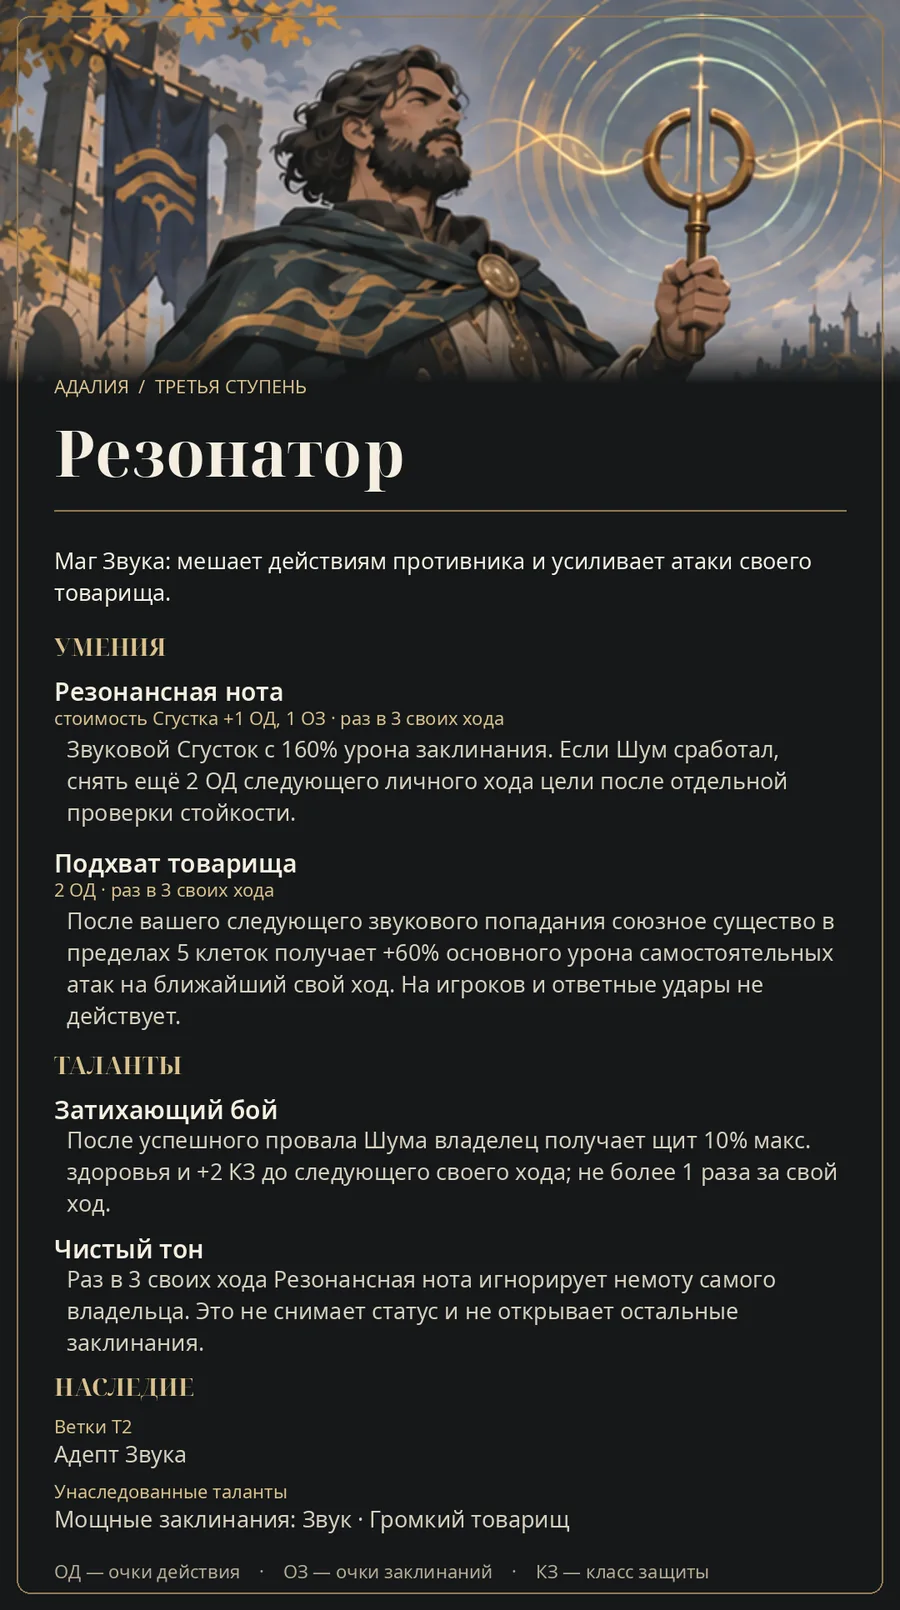 АДАЛИЯ / ТРЕТЬЯ СТУПЕНЬ
Резонатор
Маг Звука: мешает действиям противника и усиливает атаки своего
товарища.
УМЕНИЯ
Резонансная нота
стоимость Сгустка +1 ОД, 1 ОЗ · раз в 3 своих хода
Звуковой Сгусток с 160% урона заклинания. Если Шум сработал,
снять ещё 2 ОД следующего личного хода цели после отдельной
проверки стойкости.
Подхват товарища
2 ОД · раз в 3 своих хода
После вашего следующего звукового попадания союзное существо в
пределах 5 клеток получает +60% основного урона самостоятельных
атак на ближайший свой ход. На игроков и ответные удары не
действует.
ТАЛАНТЫ
Затихающий бой
После успешного провала Шума владелец получает щит 10% макс.
здоровья и +2 КЗ до следующего своего хода; не более 1 раза за свой
ход.
Чистый тон
Раз в 3 своих хода Резонансная нота игнорирует немоту самого
владельца. Это не снимает статус и не открывает остальные
заклинания.
НАСЛЕДИЕ
Ветки Т2
Адепт Звука
Унаследованные таланты
Мощные заклинания: Звук · Громкий товарищ
ОД — очки действия · ОЗ — очки заклинаний · КЗ — класс защиты